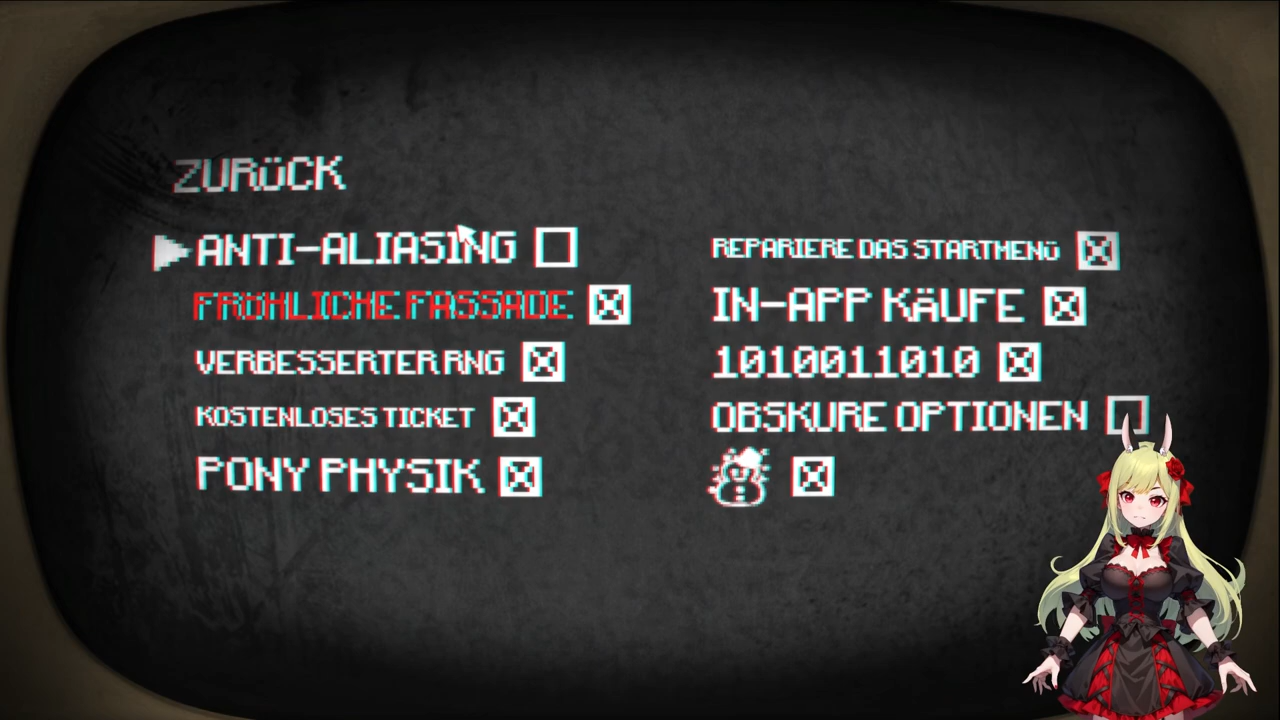 ZURüCK
ANTI-ALIASING
FRöHLICHE FASSADE
VERBESSERTER RNG
KOSTENLOSES TICKET
PONY PHYSIK
REPARIERE DAS STARTMENü
IN-APP KäUFE
1010011010
OBSKURE OPTIONEN